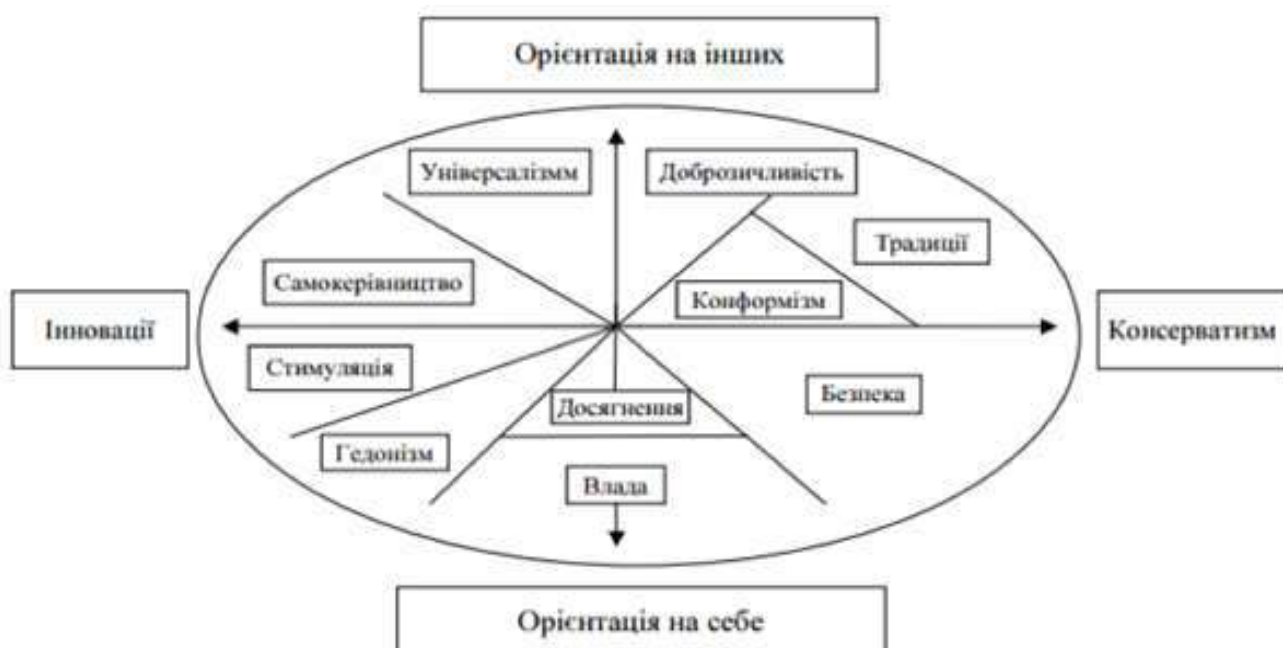 Орієнтація на інших
Універсалізмм
Доброзичливість
Традиції
Самокерівництво
Конформізм
Інновації
Консерватизм
Стимуляція
Безпека
Досягнення
Гедонізм
Влада
Орієнтація на себе